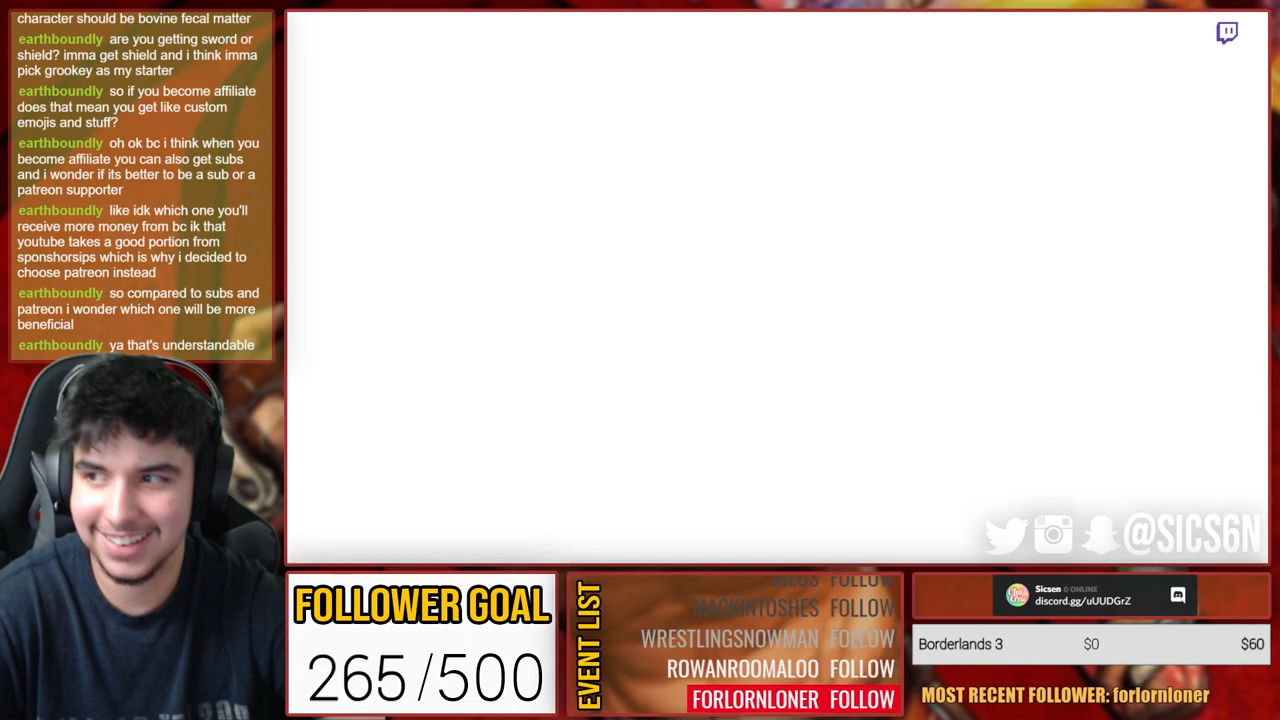 character should be bovine fecal matter
earthboundly are you getting sword or
shield? imma get shield and i think imma
pick grookey as my starter
earthboundly so if you become affiliate
does that mean you get like custom
emojis and stuff?
earthboundly oh ok bc i think when you
become affiliate you can also get subs
and i wonder if its better to be a sub or a
patreon supporter
earthboundly like idk which one you'll
receive more money from bc ik that
youtube takes a good portion from
sponshorsips which is why i decided to
choose patreon instead
earthboundly so compared to subs and
patreon i wonder which one will be more
beneficial
earthboundly ya that's understandable
@SICS6N
FOLLOWER GOAL
265/500
EVENT LIST
FOLLOW
MACKINTOSHES FOLLOW
WRESTLINGSNOWMAN FOLLOW
ROWANROOMALOO FOLLOW
FORLORNLONER FOLLOW
Sicsen 0 ONLINE
discord.gg/uUUDGrZ
Borderlands 3 $0 $60
MOST RECENT FOLLOWER: forlornloner